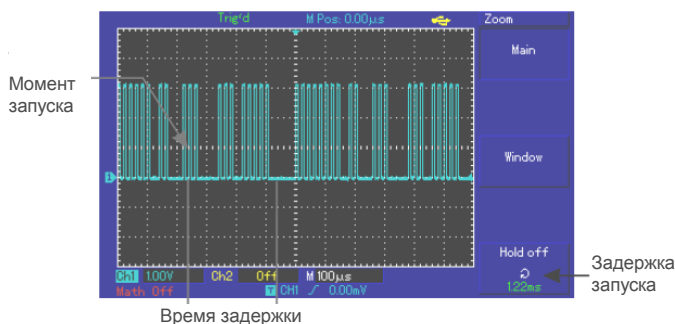 Trig'd M Pos: 0.00µs Zoom
Main
Момент
запуска
Window
1
Hold off
1.22ms
Задержка
запуска
Ch1 1.00V Ch2 Off M 100µs
Math Off T CH1 0.00mV
Время задержки